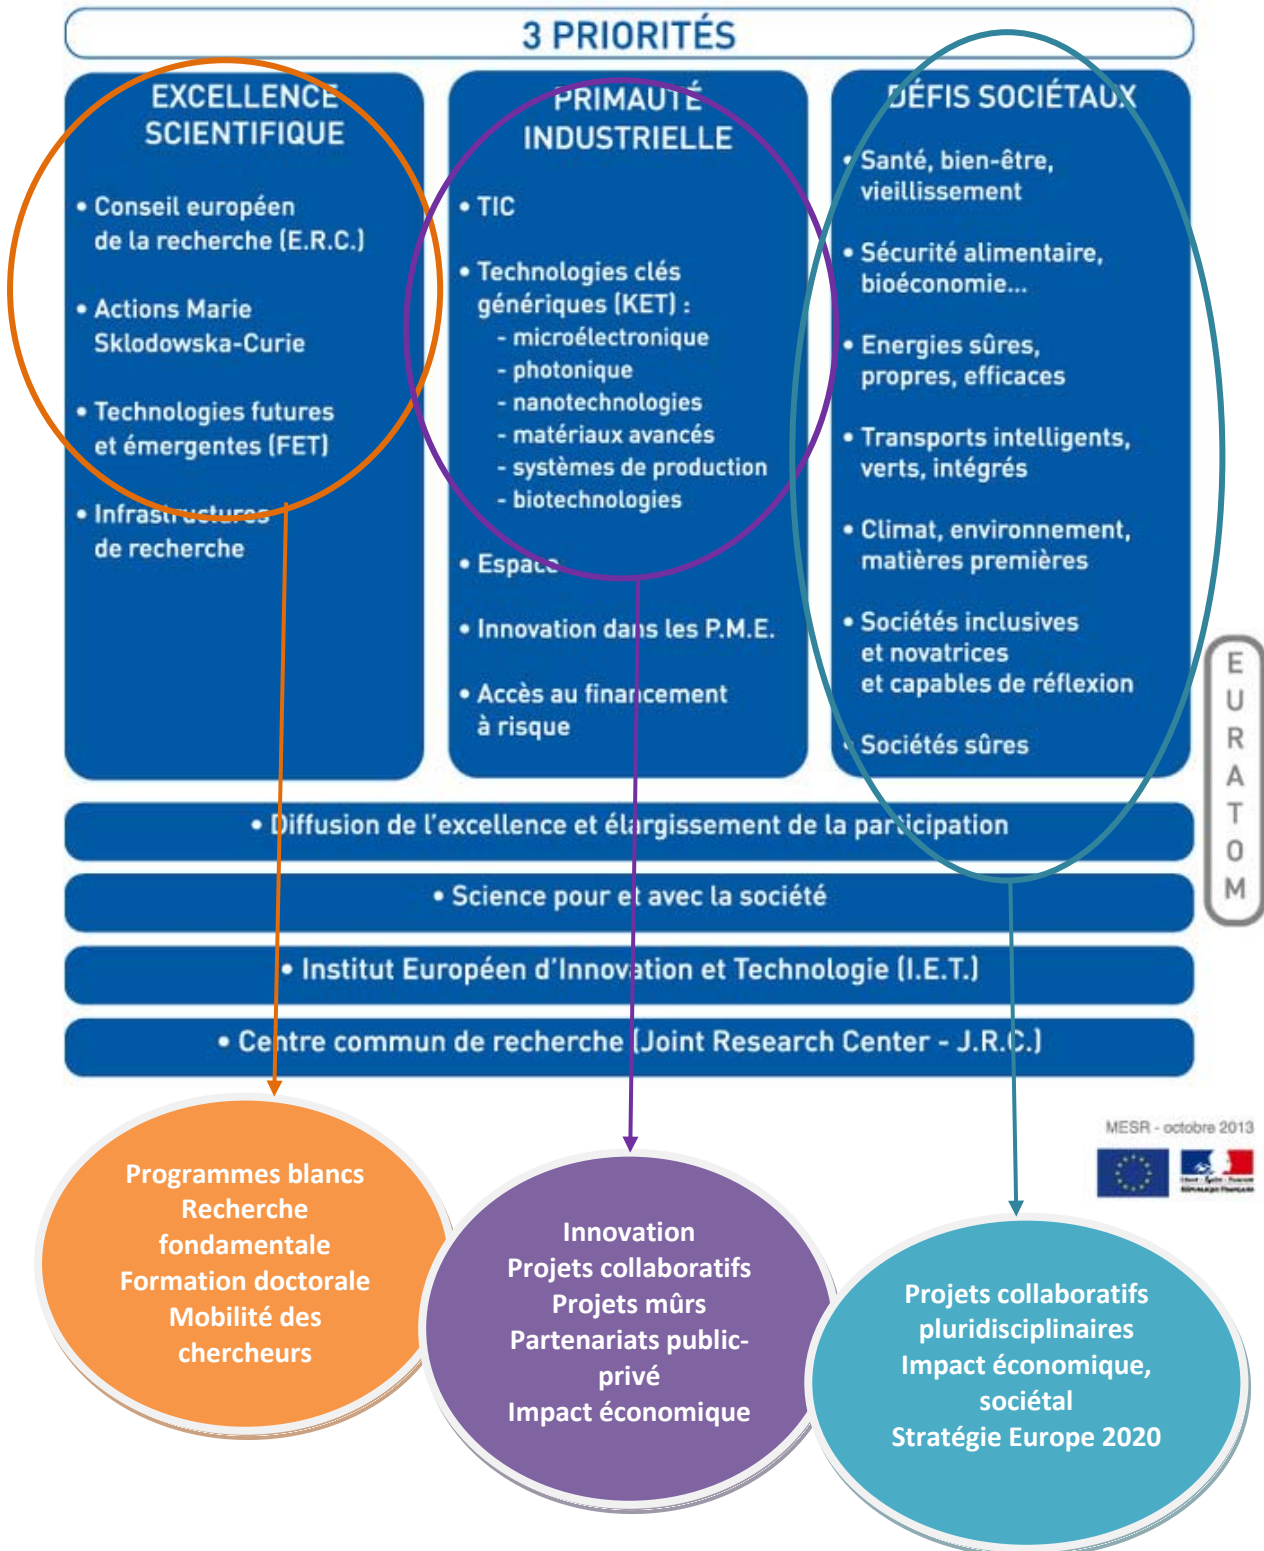 3 PRIORITÉS
EXCELLENCE
SCIENTIFIQUE
• Conseil européen
de la recherche (E.R.C.)
• Actions Marie
Sklodowska-Curie
• Technologies futures
et émergentes (FET)
• Infrastructures
de recherche
PRIMAUTÉ
INDUSTRIELLE
• TIC
• Technologies clés
génériques (KET) :
- microélectronique
- photonique
- nanotechnologies
- matériaux avancés
- systèmes de production
- biotechnologies
• Espace
• Innovation dans les P.M.E.
• Accès au financement
à risque
DÉFIS SOCIÉTAUX
• Santé, bien-être,
vieillissement
• Sécurité alimentaire,
bioéconomie...
• Energies sûres,
propres, efficaces
• Transports intelligents,
verts, intégrés
• Climat, environnement,
matières premières
• Sociétés inclusives
et novatrices
et capables de réflexion
• Sociétés sûres
EURATOM
• Diffusion de l'excellence et élargissement de la participation
• Science pour et avec la société
• Institut Européen d'Innovation et Technologie (I.E.T.)
• Centre commun de recherche (Joint Research Center - J.R.C.)
MESR - octobre 2013
Programmes blancs
Recherche
fondamentale
Formation doctorale
Mobilité des
chercheurs
Innovation
Projets collaboratifs
Projets mûrs
Partenariats public-
privé
Impact économique
Projets collaboratifs
pluridisciplinaires
Impact économique,
sociétal
Stratégie Europe 2020